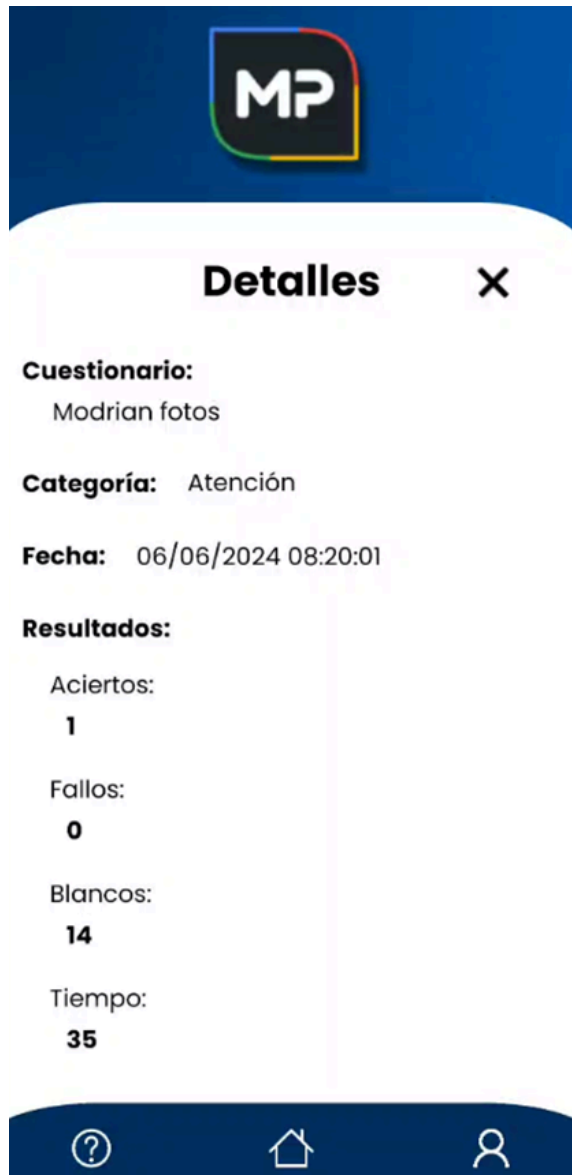 MP
Detalles
Cuestionario:
Modrian fotos
Categoría: Atención
Fecha: 06/06/2024 08:20:01
Resultados:
Aciertos:
1
Fallos:
0
Blancos:
14
Tiempo:
35
?